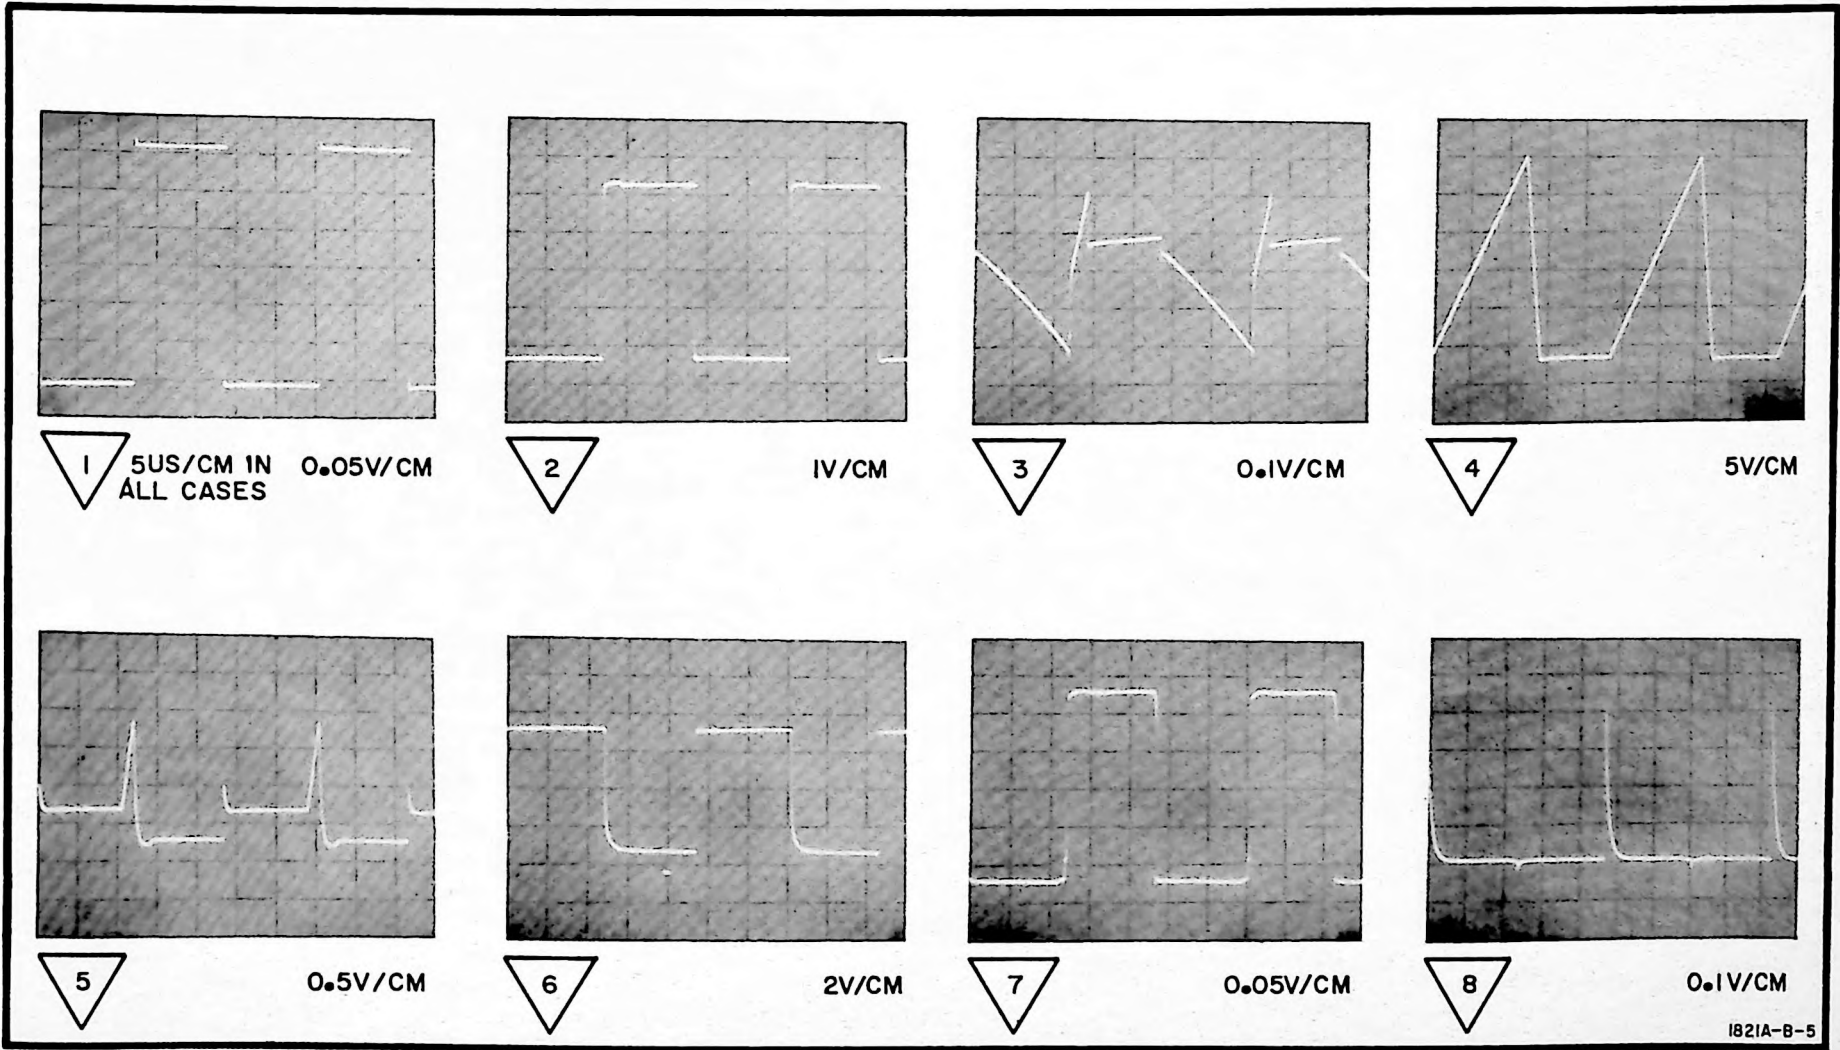 1 5US/CM IN 0.05V/CM
ALL CASES
2 1V/CM
3 0.1V/CM
4 5V/CM
5 0.5V/CM
6 2V/CM
7 0.05V/CM
8 0.1V/CM
1821A-B-5